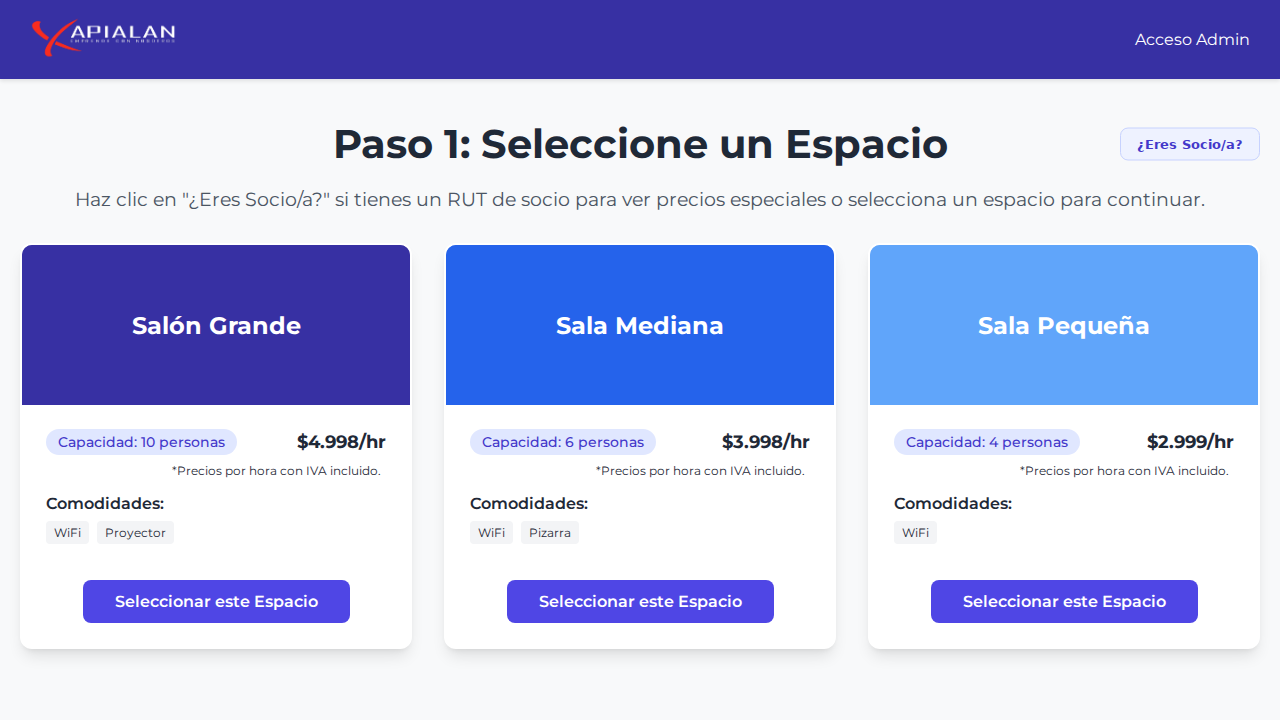 APIALAN
EMPRENDE CON NOSOTROS
Acceso Admin
Paso 1: Seleccione un Espacio
¿Eres Socio/a?
Haz clic en "¿Eres Socio/a?" si tienes un RUT de socio para ver precios especiales o selecciona un espacio para continuar.
Salón Grande
Capacidad: 10 personas
$4.998/hr
*Precios por hora con IVA incluido.
Comodidades:
WiFi
Proyector
Seleccionar este Espacio
Sala Mediana
Capacidad: 6 personas
$3.998/hr
*Precios por hora con IVA incluido.
Comodidades:
WiFi
Pizarra
Seleccionar este Espacio
Sala Pequeña
Capacidad: 4 personas
$2.999/hr
*Precios por hora con IVA incluido.
Comodidades:
WiFi
Seleccionar este Espacio